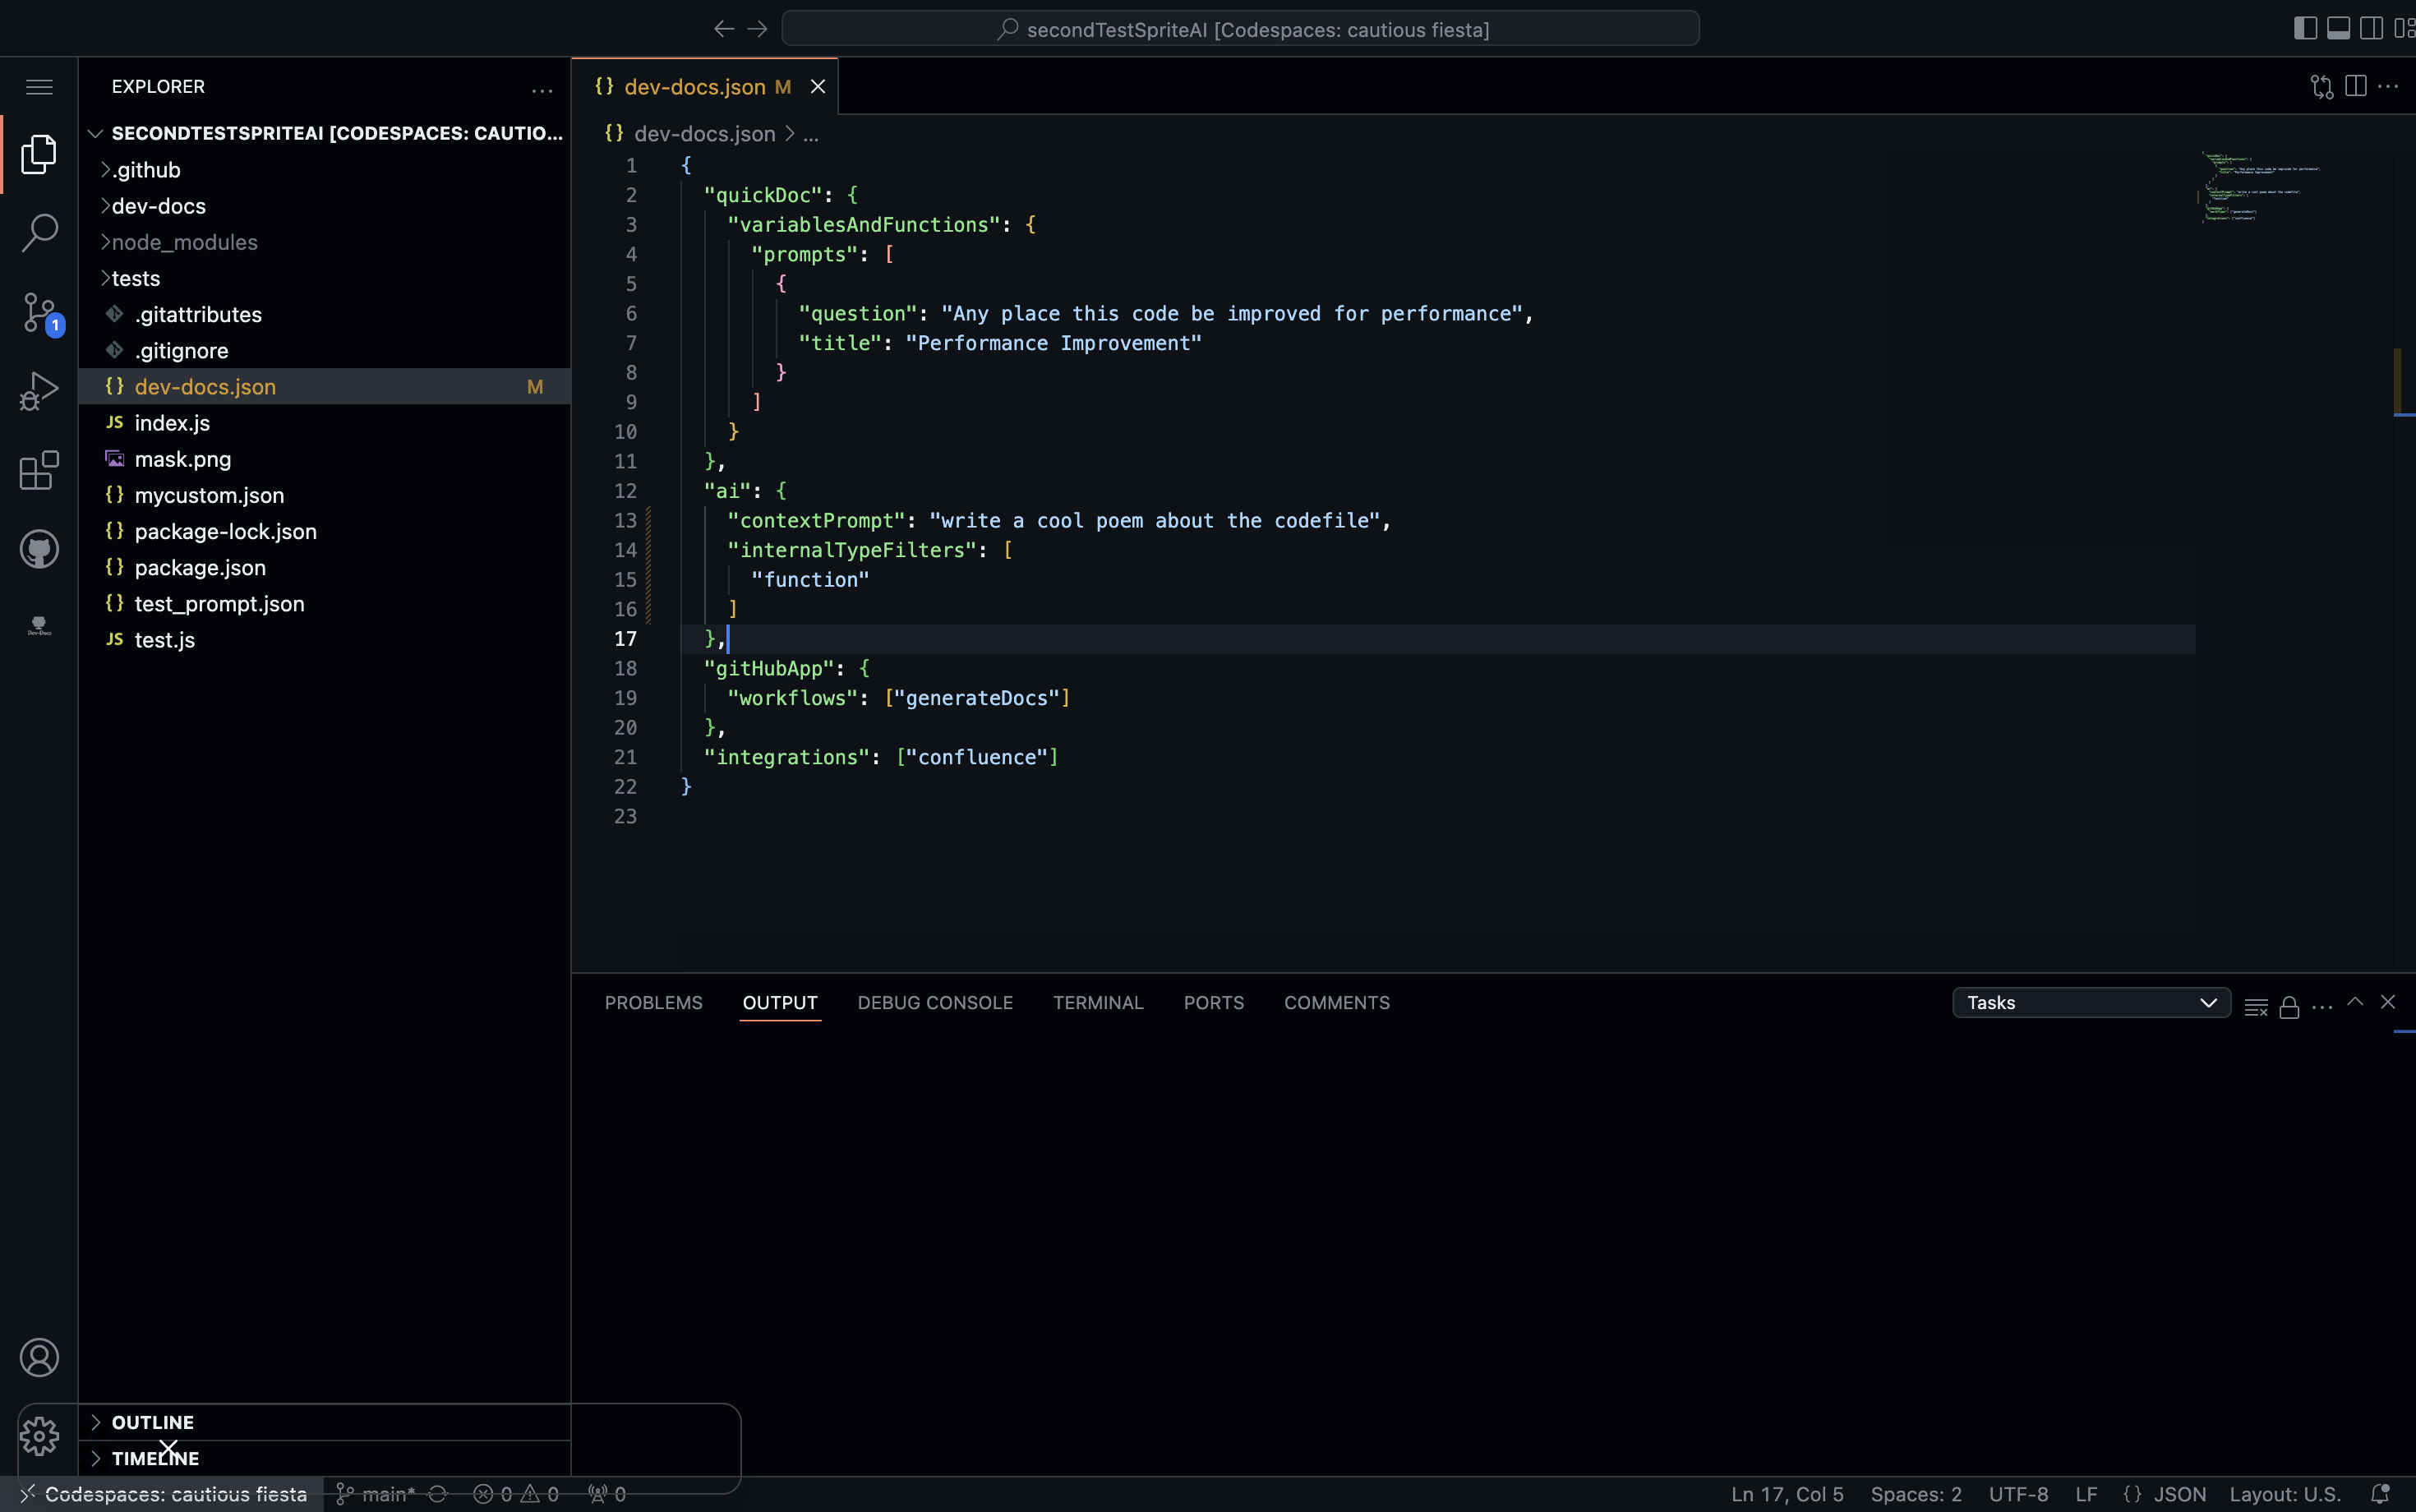 secondTestSpriteAI [Codespaces: cautious fiesta]
EXPLORER
...
SECONDTESTSPRITEAI [CODESPACES: CAUTIO...
.github
dev-docs
node_modules
tests
.gitattributes
.gitignore
{} dev-docs.json M
JS index.js
mask.png
{} mycustom.json
{} package-lock.json
{} package.json
{} test_prompt.json
JS test.js
1
Dev-Docs
OUTLINE
TIMELINE
{} dev-docs.json M
{} dev-docs.json > ...
1 {
2 "quickDoc": {
3 "variablesAndFunctions": {
4 "prompts": [
5 {
6 "question": "Any place this code be improved for performance",
7 "title": "Performance Improvement"
8 }
9 ]
10 }
11 },
12 "ai": {
13 "contextPrompt": "write a cool poem about the codefile",
14 "internalTypeFilters": [
15 "function"
16 ]
17 },
18 "gitHubApp": {
19 "workflows": ["generateDocs"]
20 },
21 "integrations": ["confluence"]
22 }
23
PROBLEMS OUTPUT DEBUG CONSOLE TERMINAL PORTS COMMENTS
Tasks
Codespaces: cautious fiesta main* 0 0 0
Ln 17, Col 5 Spaces: 2 UTF-8 LF {} JSON Layout: U.S.